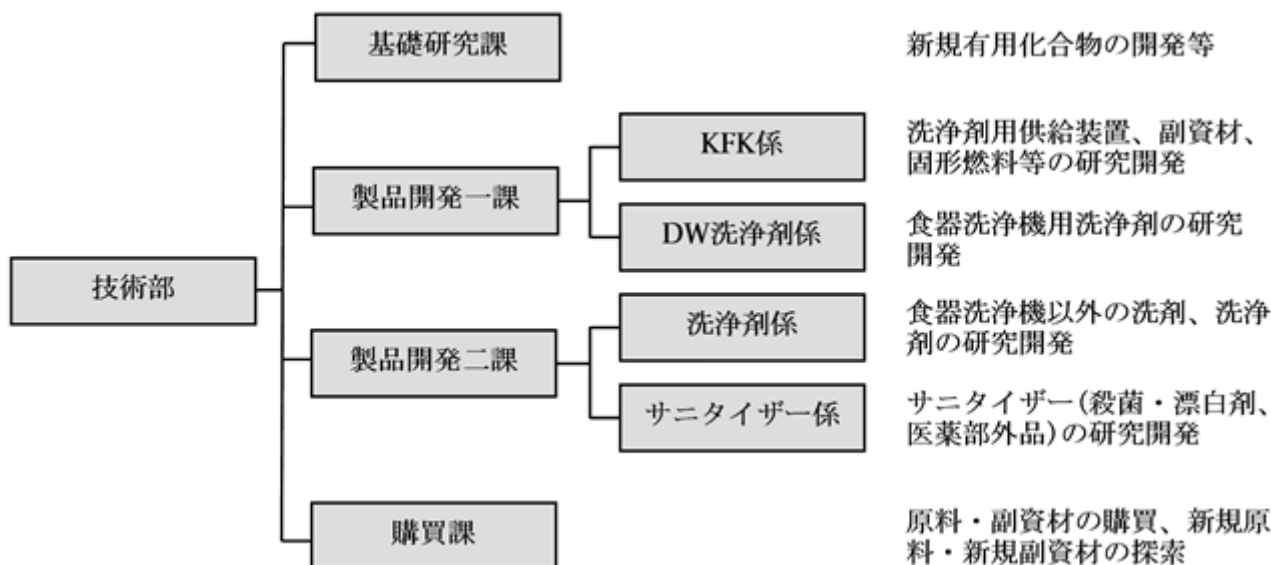 基礎研究課
新規有用化合物の開発等
KFK係
洗浄剤用供給装置、副資材、
固形燃料等の研究開発
製品開発一課
DW洗浄剤係
食器洗浄機用洗浄剤の研究
開発
技術部
洗浄剤係
食器洗浄機以外の洗剤、洗浄
剤の研究開発
製品開発二課
サニタイザー係
サニタイザー(殺菌・漂白剤、
医薬部外品)の研究開発
購買課
原料・副資材の購買、新規原
料・新規副資材の探索